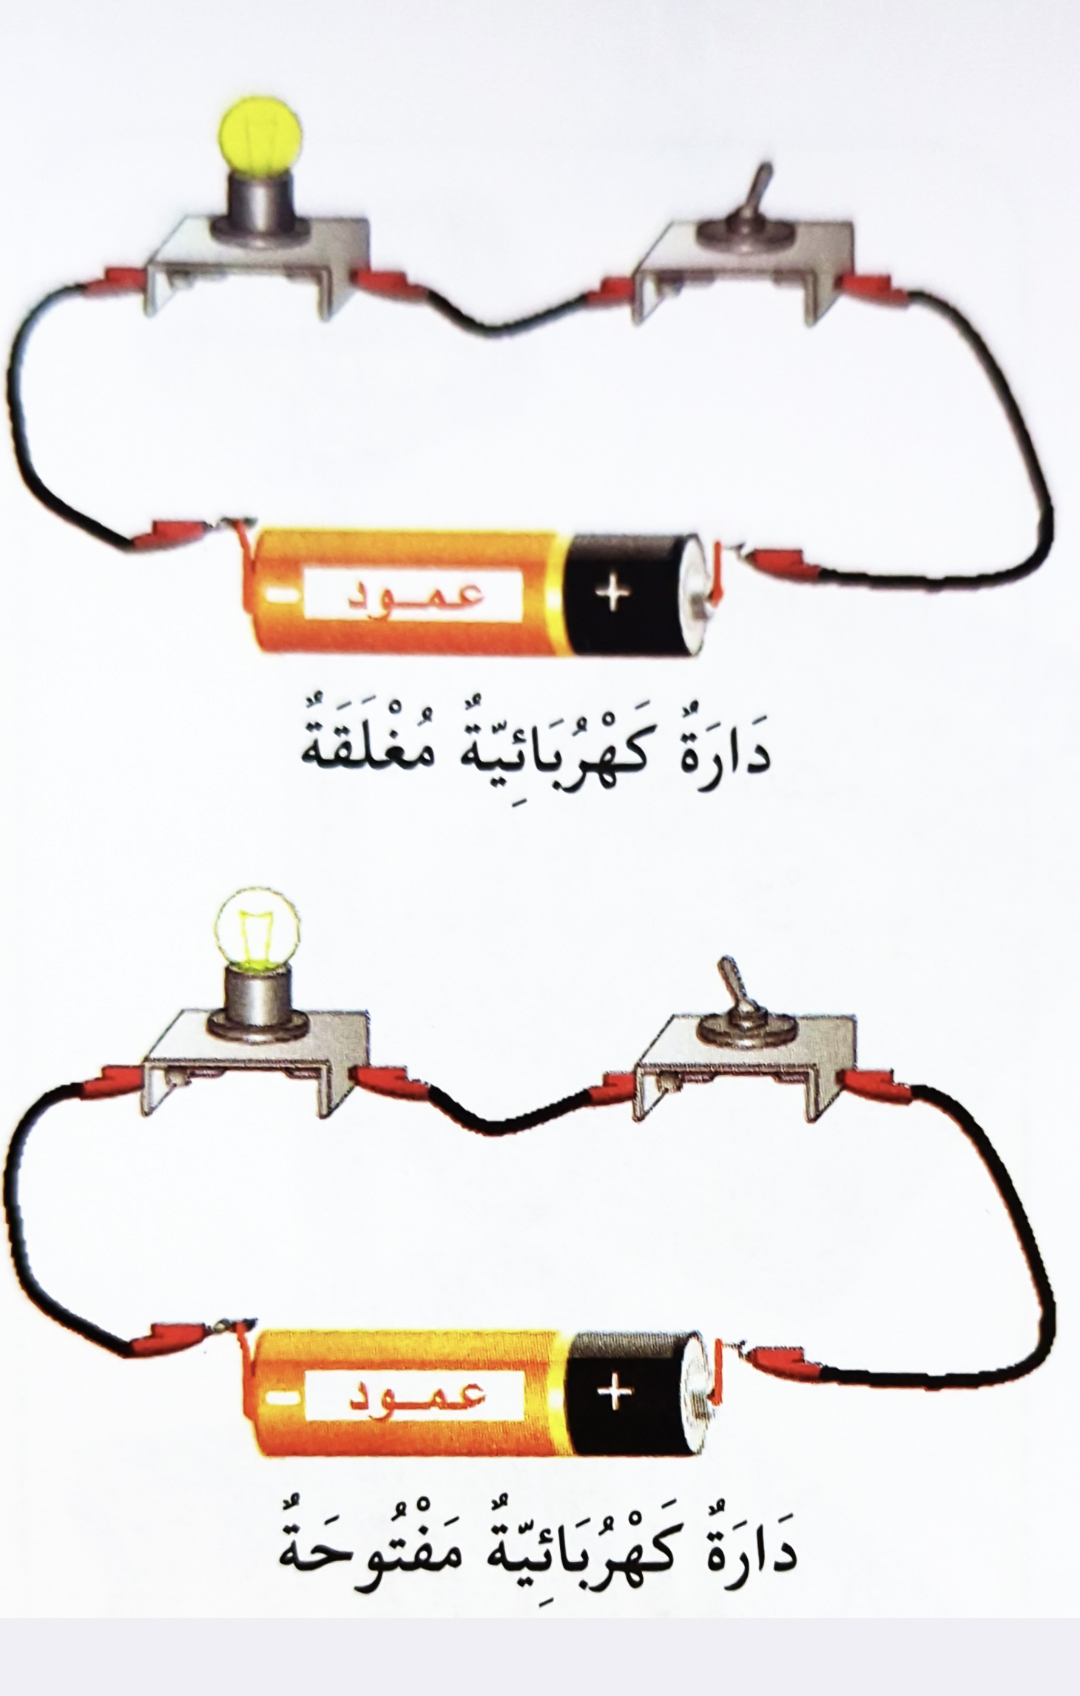 - عمود +
دَارَةٌ كَهْرُبَائِيّةٌ مُغْلَقَةٌ
- عمود +
دَارَةٌ كَهْرُبَائِيّةٌ مَفْتُوحَةٌ